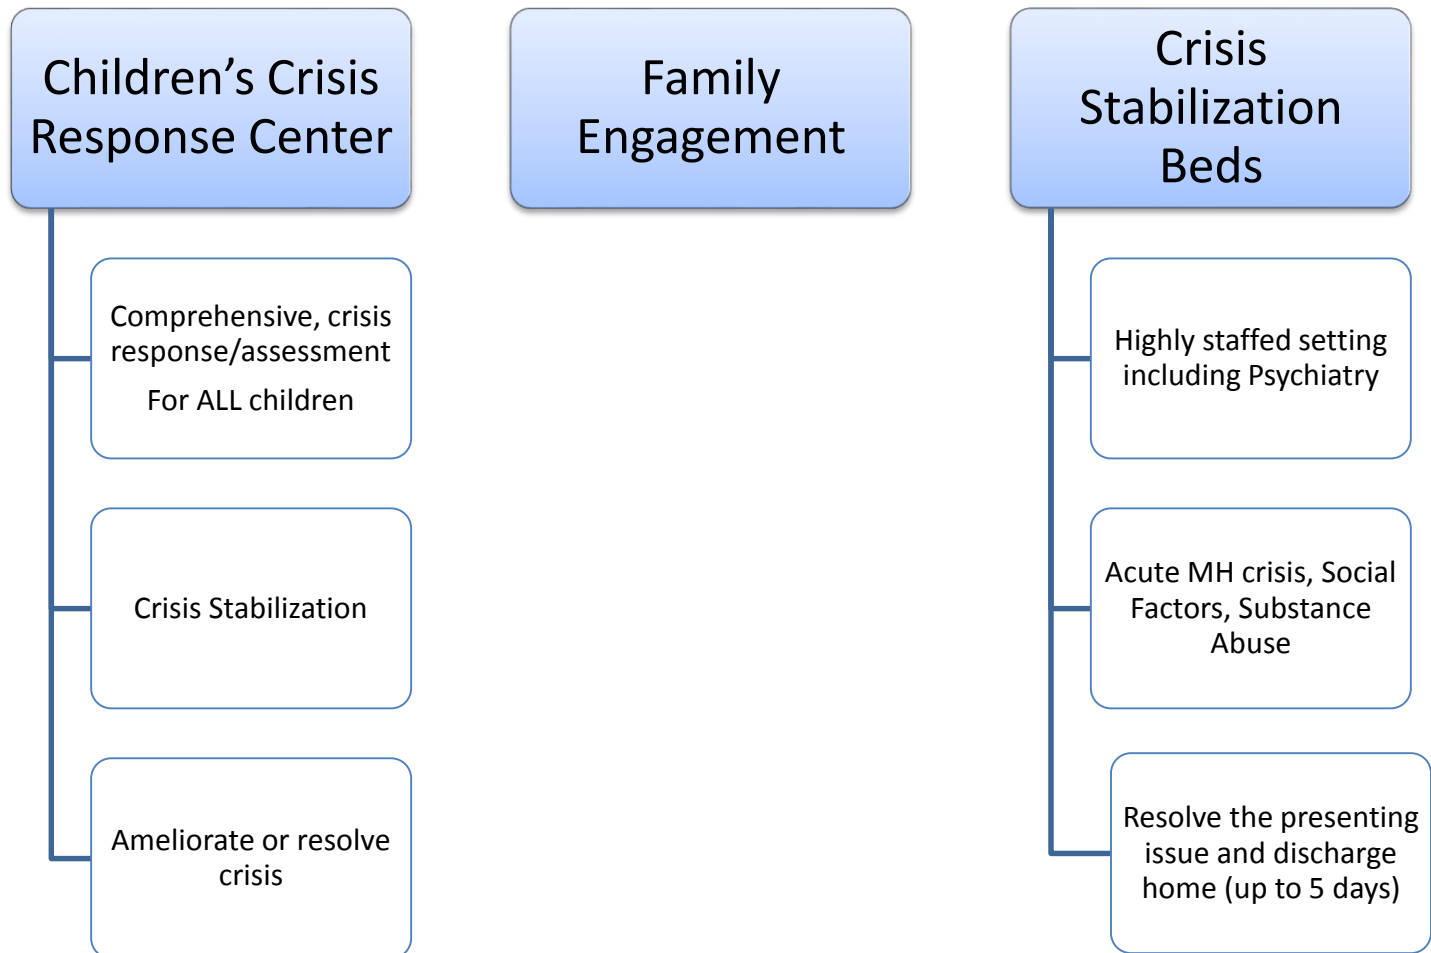 Children’s Crisis
Response Center
Comprehensive, crisis
response/assessment
For ALL children
Crisis Stabilization
Ameliorate or resolve
crisis
Family
Engagement
Crisis
Stabilization
Beds
Highly staffed setting
including Psychiatry
Acute MH crisis, Social
Factors, Substance
Abuse
Resolve the presenting
issue and discharge
home (up to 5 days)